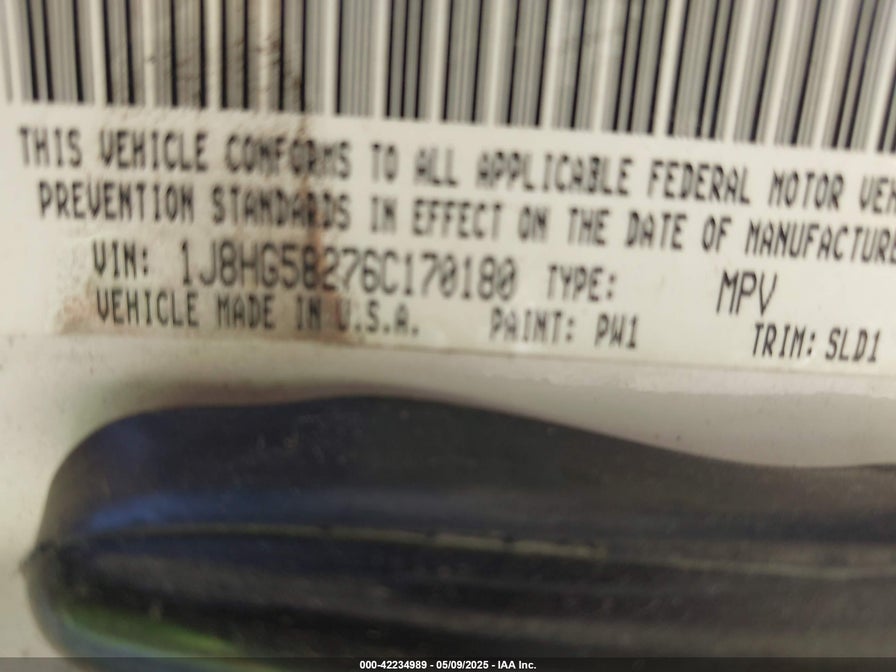 THIS VEHICLE CONFORMS TO ALL APPLICABLE FEDERAL MOTOR VEH
PREVENTION STANDARDS IN EFFECT ON THE DATE OF MANUFACTURE
VIN: 1J8HG58276C170180 TYPE: MPV
VEHICLE MADE IN U.S.A. PAINT: PW1 TRIM: SLD1
000-42234989 - 05/09/2025 - IAA Inc.